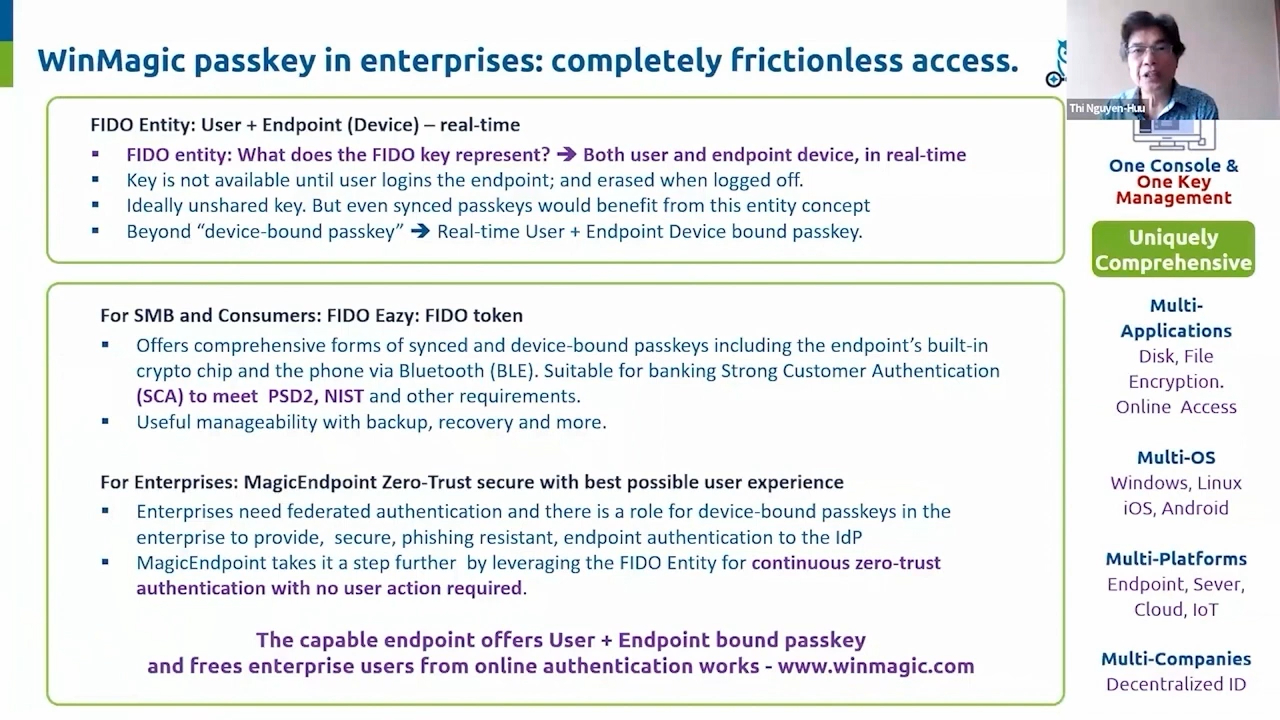 WinMagic passkey in enterprises: completely frictionless access.
Thi Nguyen-Huu
FIDO Entity: User + Endpoint (Device) – real-time
▪ FIDO entity: What does the FIDO key represent? ➔ Both user and endpoint device, in real-time
▪ Key is not available until user logins the endpoint; and erased when logged off.
▪ Ideally unshared key. But even synced passkeys would benefit from this entity concept
▪ Beyond “device-bound passkey” ➔ Real-time User + Endpoint Device bound passkey.
For SMB and Consumers: FIDO Eazy: FIDO token
▪ Offers comprehensive forms of synced and device-bound passkeys including the endpoint’s built-in
crypto chip and the phone via Bluetooth (BLE). Suitable for banking Strong Customer Authentication
(SCA) to meet PSD2, NIST and other requirements.
▪ Useful manageability with backup, recovery and more.
For Enterprises: MagicEndpoint Zero-Trust secure with best possible user experience
▪ Enterprises need federated authentication and there is a role for device-bound passkeys in the
enterprise to provide, secure, phishing resistant, endpoint authentication to the IdP
▪ MagicEndpoint takes it a step further by leveraging the FIDO Entity for continuous zero-trust
authentication with no user action required.
The capable endpoint offers User + Endpoint bound passkey
and frees enterprise users from online authentication works - www.winmagic.com
One Console &
One Key
Management
Uniquely
Comprehensive
Multi-
Applications
Disk, File
Encryption.
Online Access
Multi-OS
Windows, Linux
iOS, Android
Multi-Platforms
Endpoint, Sever,
Cloud, IoT
Multi-Companies
Decentralized ID